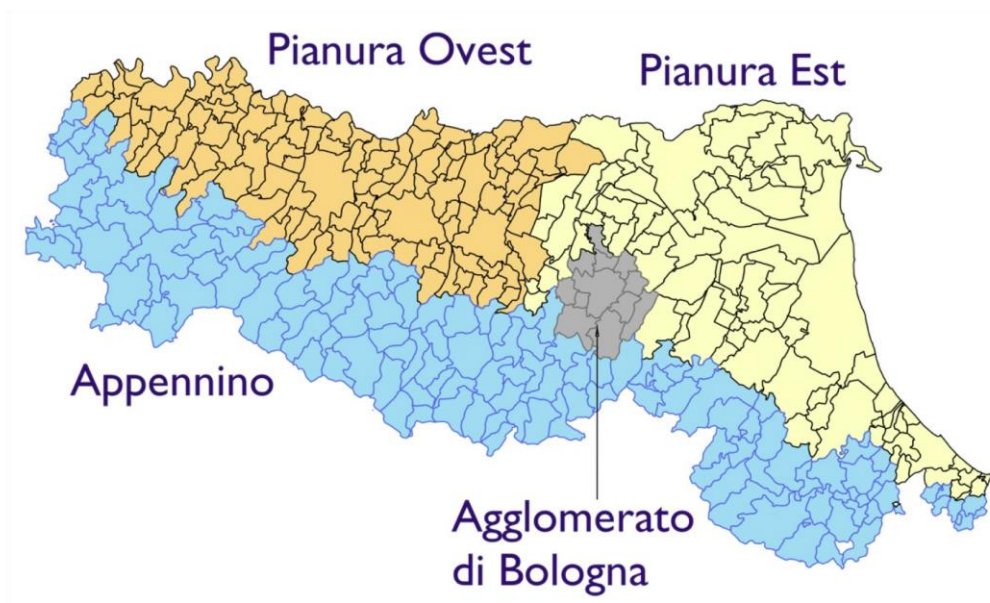 Pianura Ovest
Pianura Est
Appennino
Agglomerato
di Bologna